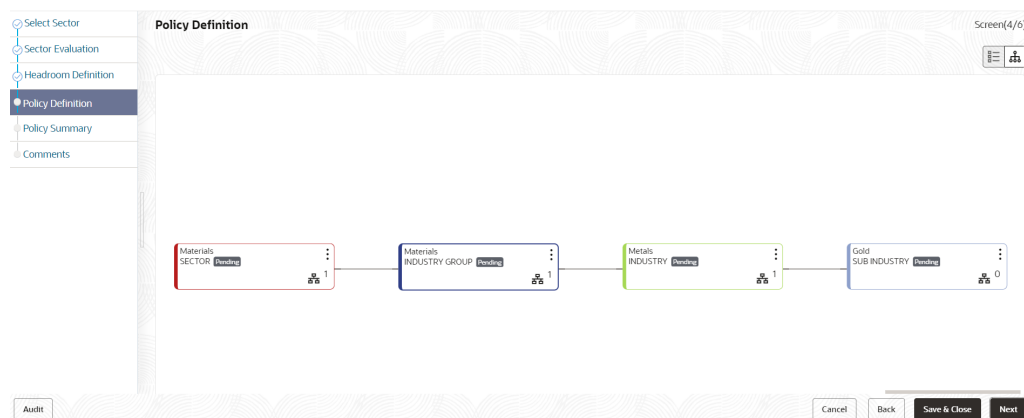 Select Sector
Sector Evaluation
Headroom Definition
Policy Definition
Policy Summary
Comments
Policy Definition
Screen(4/6)
Materials
SECTOR Pending
1
Materials
INDUSTRY GROUP Pending
1
Metals
INDUSTRY Pending
1
Gold
SUB INDUSTRY Pending
0
Audit
Cancel
Back
Save & Close
Next